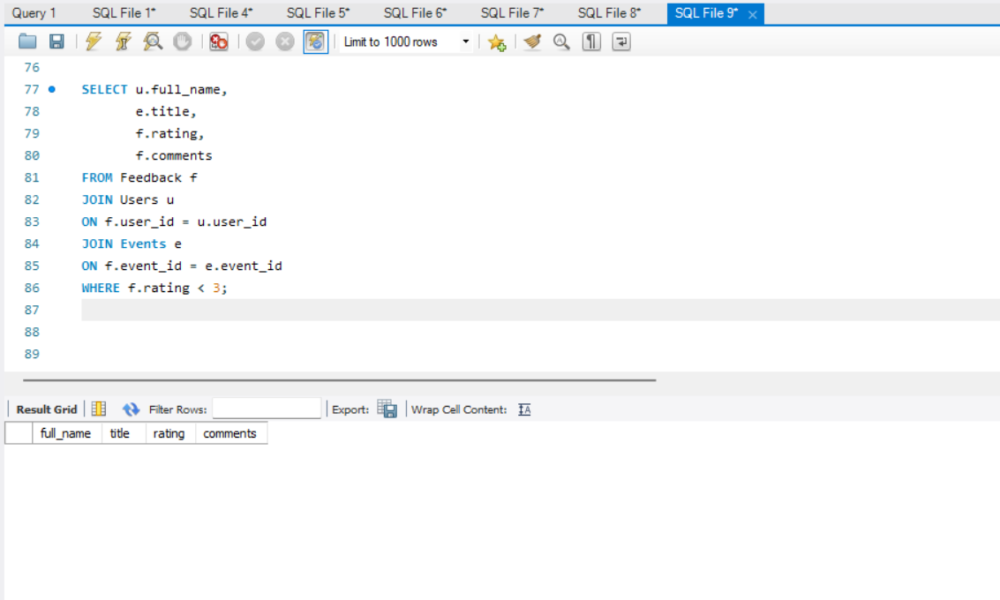 Query 1 SQL File 1* SQL File 4* SQL File 5* SQL File 6* SQL File 7* SQL File 8* SQL File 9* ×
Limit to 1000 rows
76
77 SELECT u.full_name,
78 e.title,
79 f.rating,
80 f.comments
81 FROM Feedback f
82 JOIN Users u
83 ON f.user_id = u.user_id
84 JOIN Events e
85 ON f.event_id = e.event_id
86 WHERE f.rating < 3;
87
88
89
Result Grid Filter Rows: Export: Wrap Cell Content: IA
full_name title rating comments